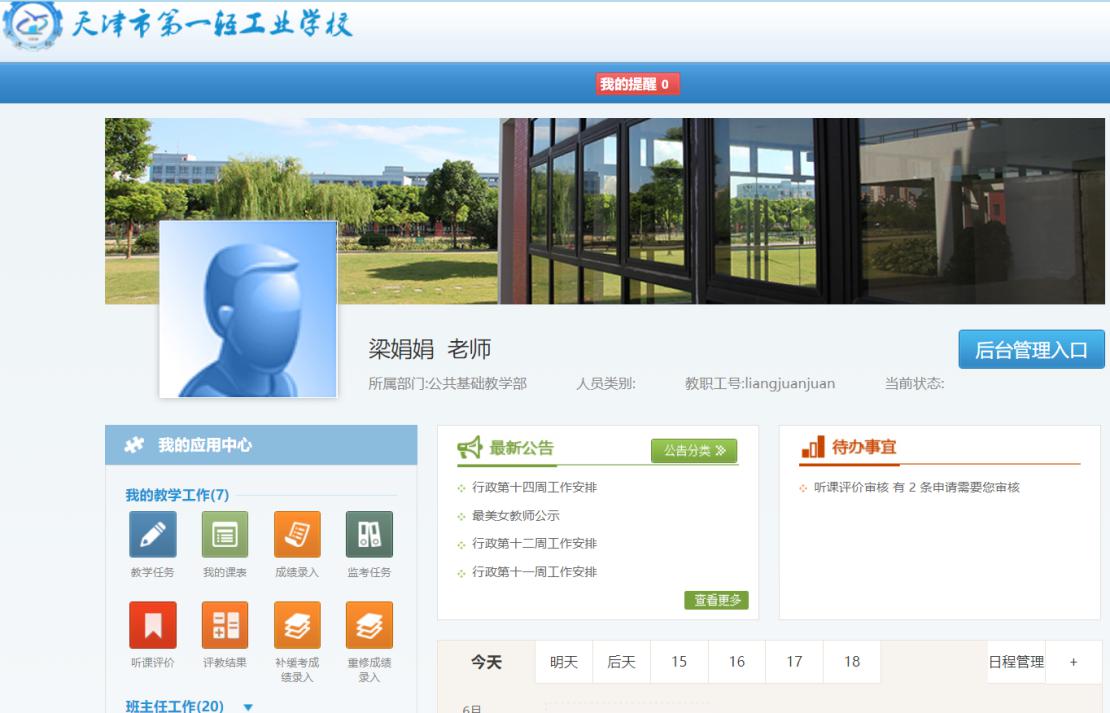 天津市第一轻工业学校
我的提醒 0
梁娟娟 老师
后台管理入口
所属部门:公共基础教学部 人员类别: 教职工号:liangjuanjuan 当前状态:
我的应用中心
我的教学工作(7)
教学任务 我的课表 成绩录入 监考任务
听课评价 评教结果 补缓考成绩录入 重修成绩录入
班主任工作(20)
最新公告 公告分类
行政第十四周工作安排
最美女教师公示
行政第十二周工作安排
行政第十一周工作安排
查看更多
待办事宜
听课评价审核 有 2 条申请需要您审核
今天 明天 后天 15 16 17 18 日程管理 +
6月